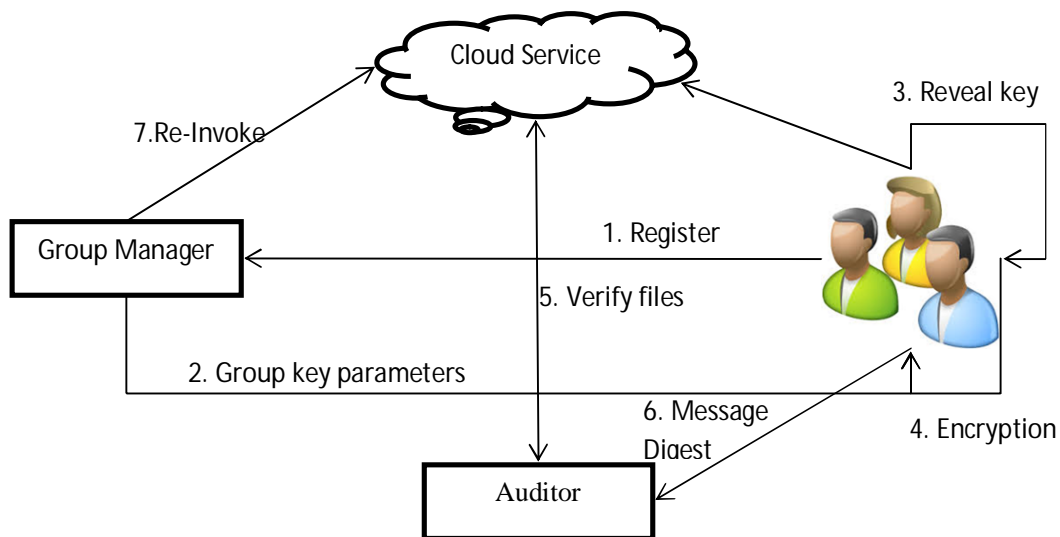 Cloud Service
3. Reveal key
7.Re-Invoke
1. Register
Group Manager
5. Verify files
2. Group key parameters
6. Message
Digest
4. Encryption
Auditor